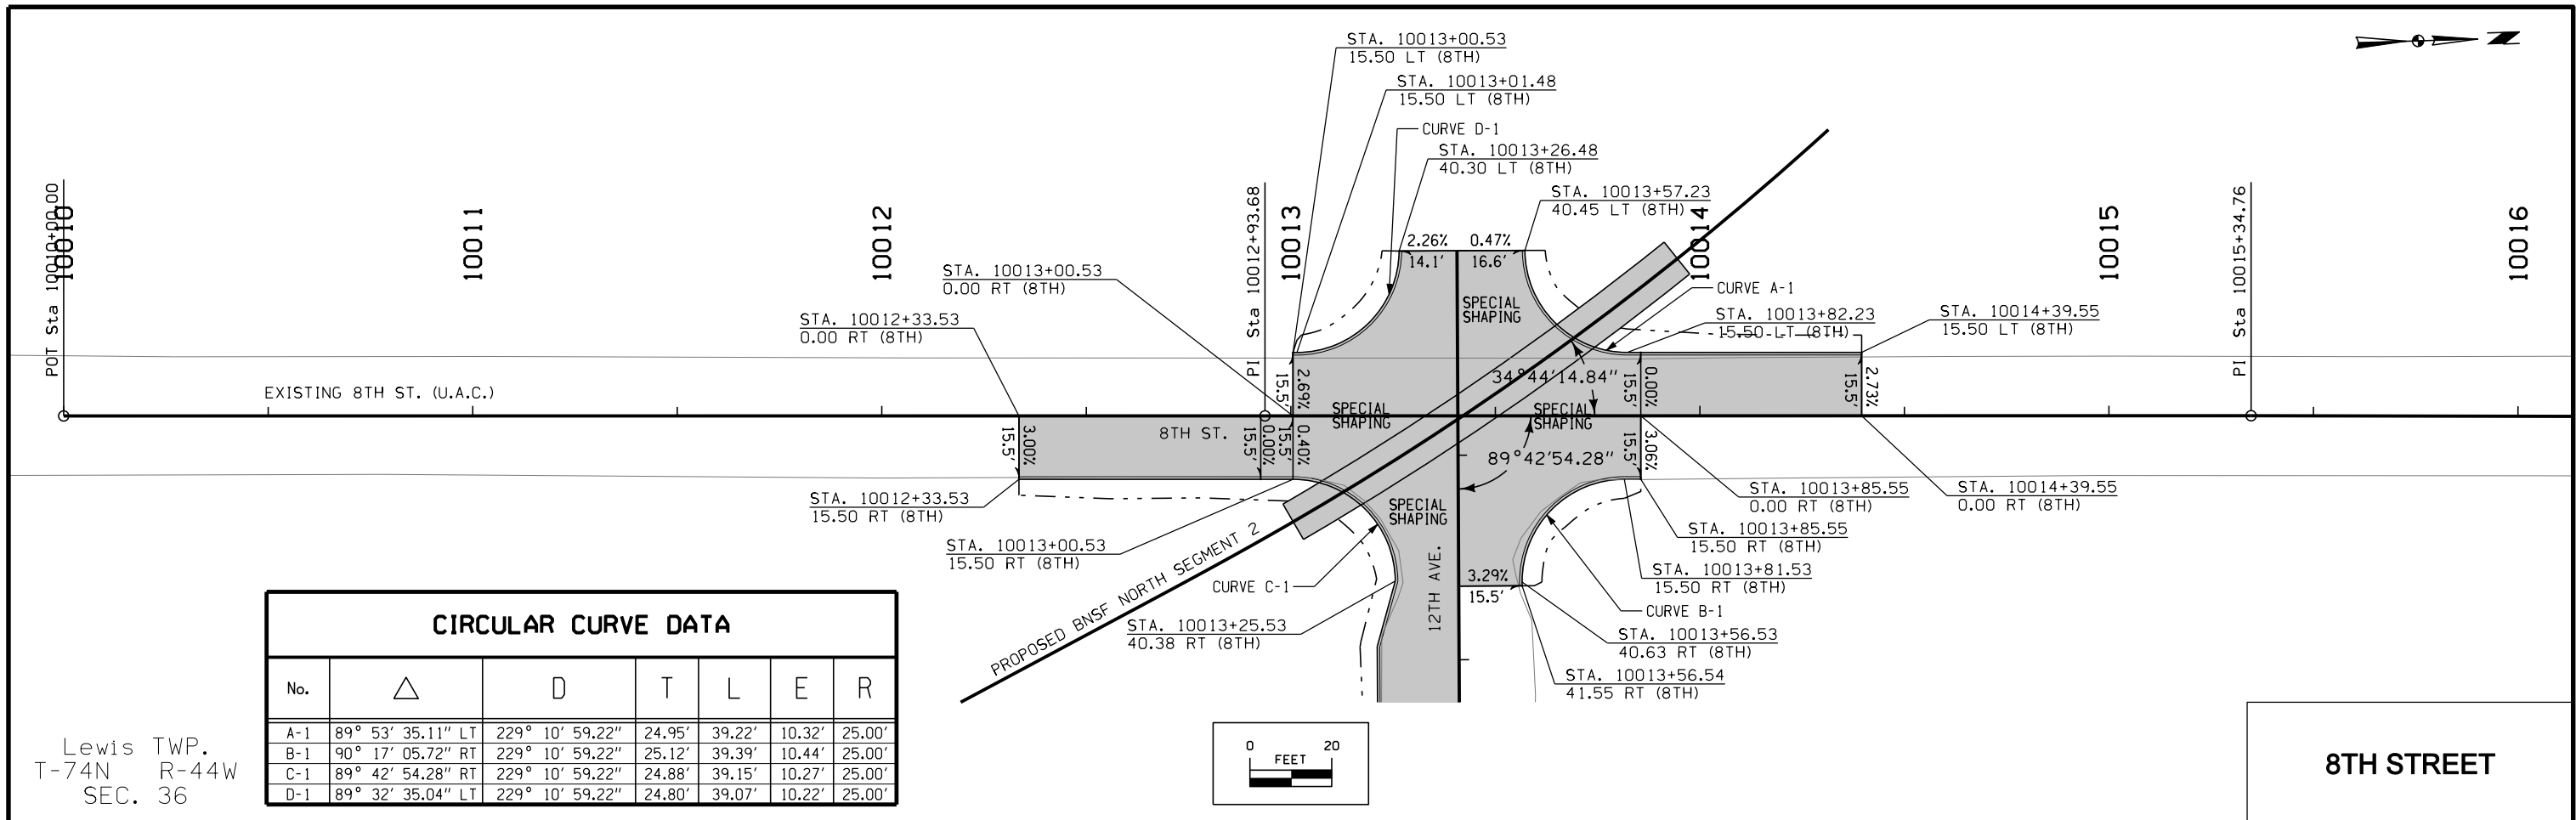 STA. 10013+00.53
15.50 LT (8TH)
STA. 10013+01.48
15.50 LT (8TH)
CURVE D-1
STA. 10013+26.48
40.30 LT (8TH)
STA. 10013+57.23
40.45 LT (8TH)
POT Sta 10010+00.00
10010
10011
10012
PI Sta 10012+93.68
10013
10014
10015
PI Sta 10015+34.76
10016
2.26% 0.47%
14.1' 16.6'
STA. 10013+00.53
0.00 RT (8TH)
STA. 10012+33.53
0.00 RT (8TH)
SPECIAL
SHAPING
CURVE A-1
STA. 10013+82.23
15.50 LT (8TH)
STA. 10014+39.55
15.50 LT (8TH)
EXISTING 8TH ST. (U.A.C.)
2.69%
15.5'
34°44'14.84"
0.00%
15.5'
2.73%
15.5'
SPECIAL
SHAPING
SPECIAL
SHAPING
3.00%
15.5'
8TH ST.
0.00%
15.5'
0.40%
15.5'
89°42'54.28"
3.06%
15.5'
STA. 10012+33.53
15.50 RT (8TH)
SPECIAL
SHAPING
STA. 10013+85.55
0.00 RT (8TH)
STA. 10014+39.55
0.00 RT (8TH)
STA. 10013+00.53
15.50 RT (8TH)
STA. 10013+85.55
15.50 RT (8TH)
PROPOSED BNSF NORTH SEGMENT 2
CURVE C-1
12TH AVE.
3.29%
15.5'
STA. 10013+81.53
15.50 RT (8TH)
CURVE B-1
STA. 10013+25.53
40.38 RT (8TH)
STA. 10013+56.53
40.63 RT (8TH)
STA. 10013+56.54
41.55 RT (8TH)
CIRCULAR CURVE DATA
No. △ D T L E R
A-1 89° 53' 35.11" LT 229° 10' 59.22" 24.95' 39.22' 10.32' 25.00'
B-1 90° 17' 05.72" RT 229° 10' 59.22" 25.12' 39.39' 10.44' 25.00'
C-1 89° 42' 54.28" RT 229° 10' 59.22" 24.88' 39.15' 10.27' 25.00'
D-1 89° 32' 35.04" LT 229° 10' 59.22" 24.80' 39.07' 10.22' 25.00'
Lewis TWP.
T-74N R-44W
SEC. 36
0 20
FEET
8TH STREET